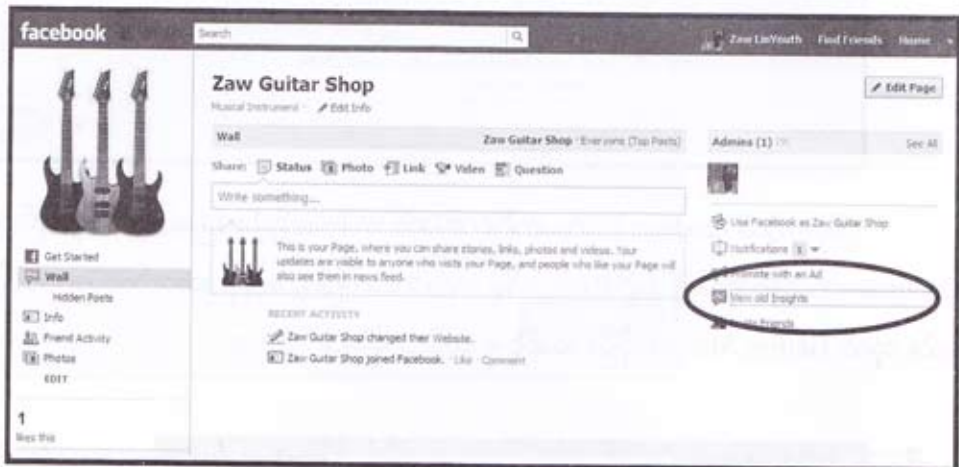 facebook
Search
Zaw LinYouth Find Friends Home
Zaw Guitar Shop
Musical Instrument · Edit Info
Edit Page
Wall
Zaw Guitar Shop · Everyone (Top Posts)
Share: Status Photo Link Video Question
Write something...
This is your Page, where you can share stories, links, photos and videos. Your
updates are visible to anyone who visits your Page, and people who like your Page will
also see them in news feed.
RECENT ACTIVITY
Zaw Guitar Shop changed their Website.
Zaw Guitar Shop joined Facebook. · Like · Comment
Get Started
Wall
Hidden Posts
Info
Friend Activity
Photos
EDIT
1
likes this
Admins (1)
See All
Use Facebook as Zaw Guitar Shop
Notifications 1
Promote with an Ad
View old Insights
Invite Friends